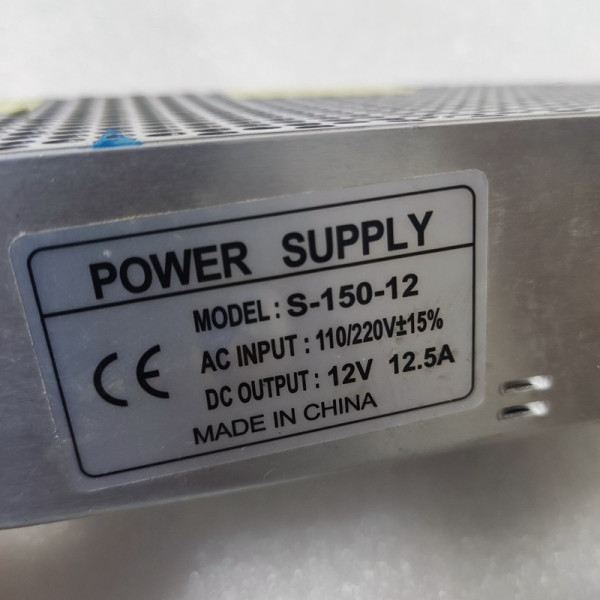 POWER SUPPLY
MODEL : S-150-12
AC INPUT : 110/220V±15%
DC OUTPUT : 12V 12.5A
CE
MADE IN CHINA